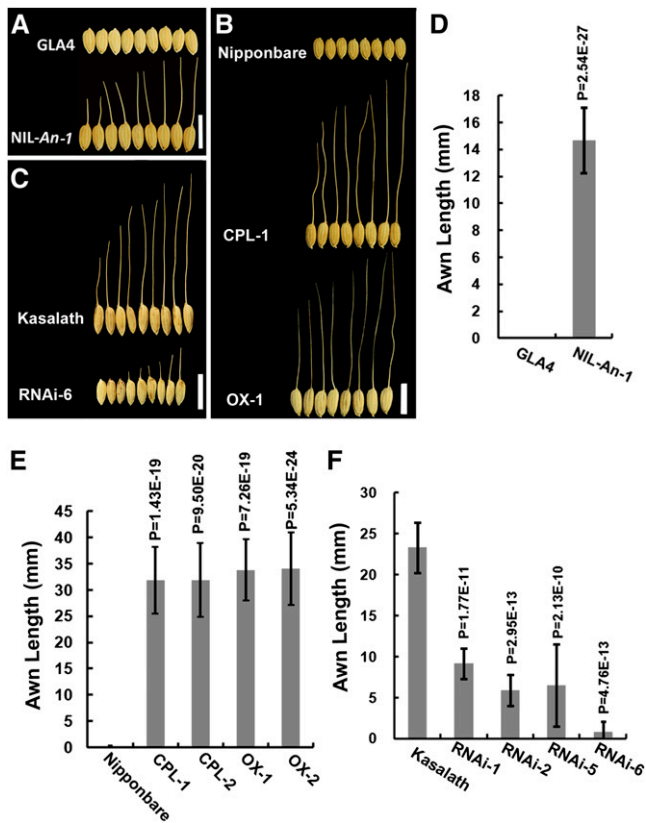 A
GLA4
NIL-An-1
B
Nipponbare
CPL-1
OX-1
C
Kasalath
RNAi-6
D
Awn Length (mm)
18
16
14
12
10
8
6
4
2
0
P=2.54E-27
GLA4
NIL-An-1
E
Awn Length (mm)
45
40
35
30
25
20
15
10
5
0
P=1.43E-19
P=9.50E-20
P=7.26E-19
P=5.34E-24
Nipponbare
CPL-1
CPL-2
OX-1
OX-2
F
Awn Length (mm)
30
25
20
15
10
5
0
P=1.77E-11
P=2.95E-13
P=2.13E-10
P=4.76E-13
Kasalath
RNAi-1
RNAi-2
RNAi-5
RNAi-6